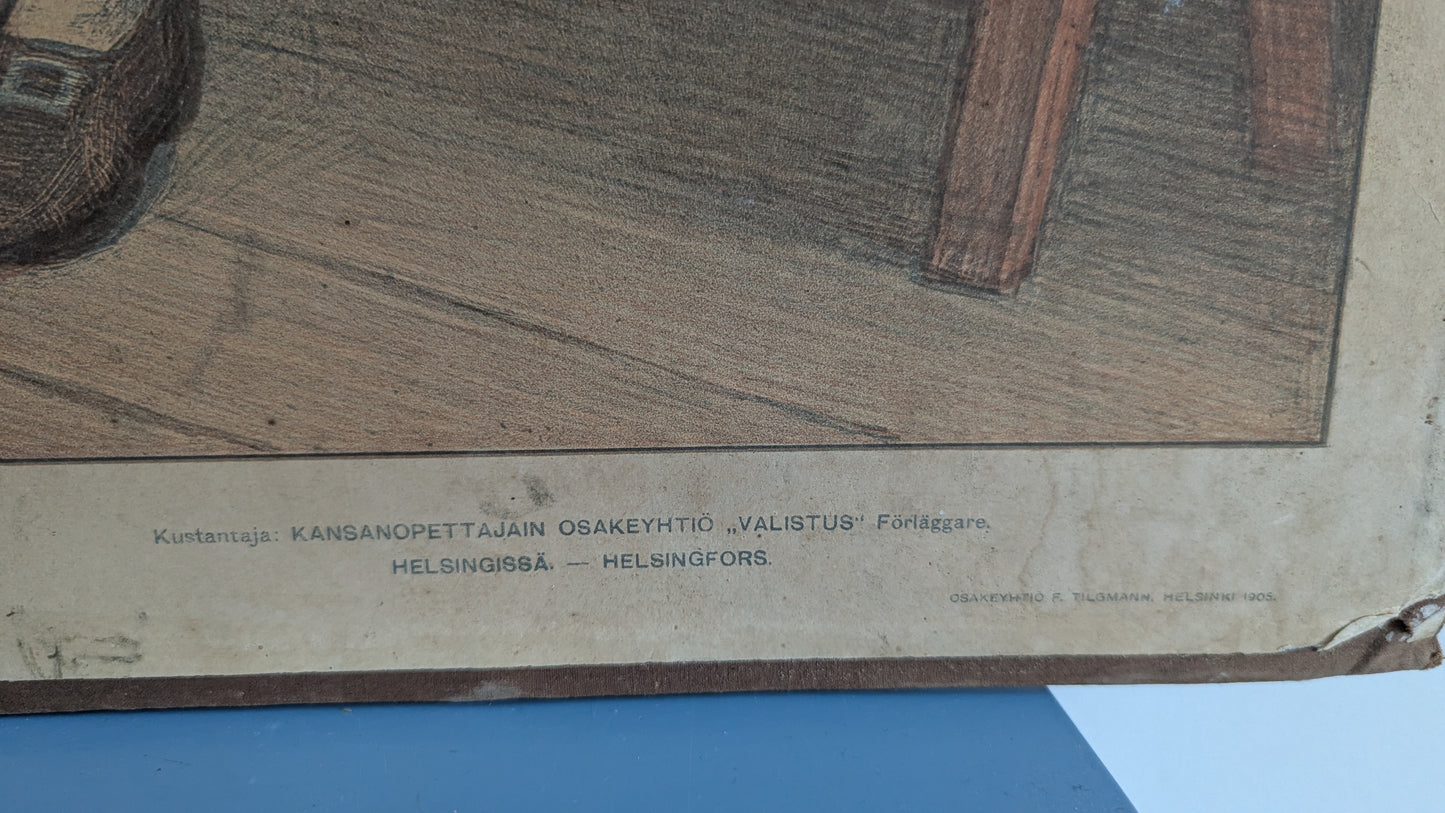 Kustantaja: KANSANOPETTAJAIN OSAKEYHTIÖ „VALISTUS“ Förläggare.
HELSINGISSÄ. — HELSINGFORS.
OSAKEYHTIÖ F. TILGMANN, HELSINKI 1905.